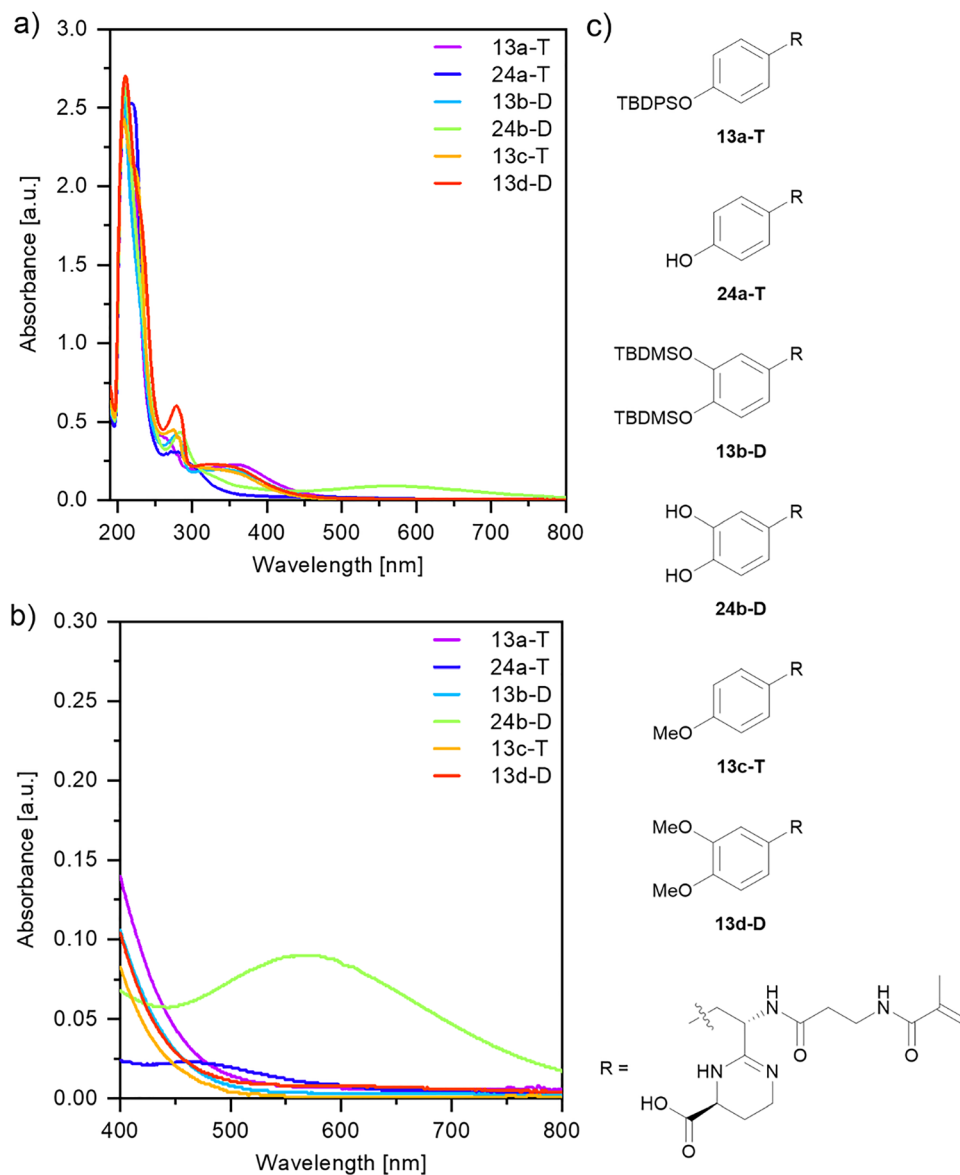 a)
3.0
2.5
2.0
1.5
1.0
0.5
0.0
Absorbance [a.u.]
200 300 400 500 600 700 800
Wavelength [nm]
13a-T
24a-T
13b-D
24b-D
13c-T
13d-D
b)
0.30
0.25
0.20
0.15
0.10
0.05
0.00
Absorbance [a.u.]
400 500 600 700 800
Wavelength [nm]
13a-T
24a-T
13b-D
24b-D
13c-T
13d-D
c)
R
TBDPSO
13a-T
R
HO
24a-T
TBDMSO R
TBDMSO
13b-D
HO R
HO
24b-D
R
MeO
13c-T
MeO R
MeO
13d-D
H H
N N
O O
R = HN N
HO
O